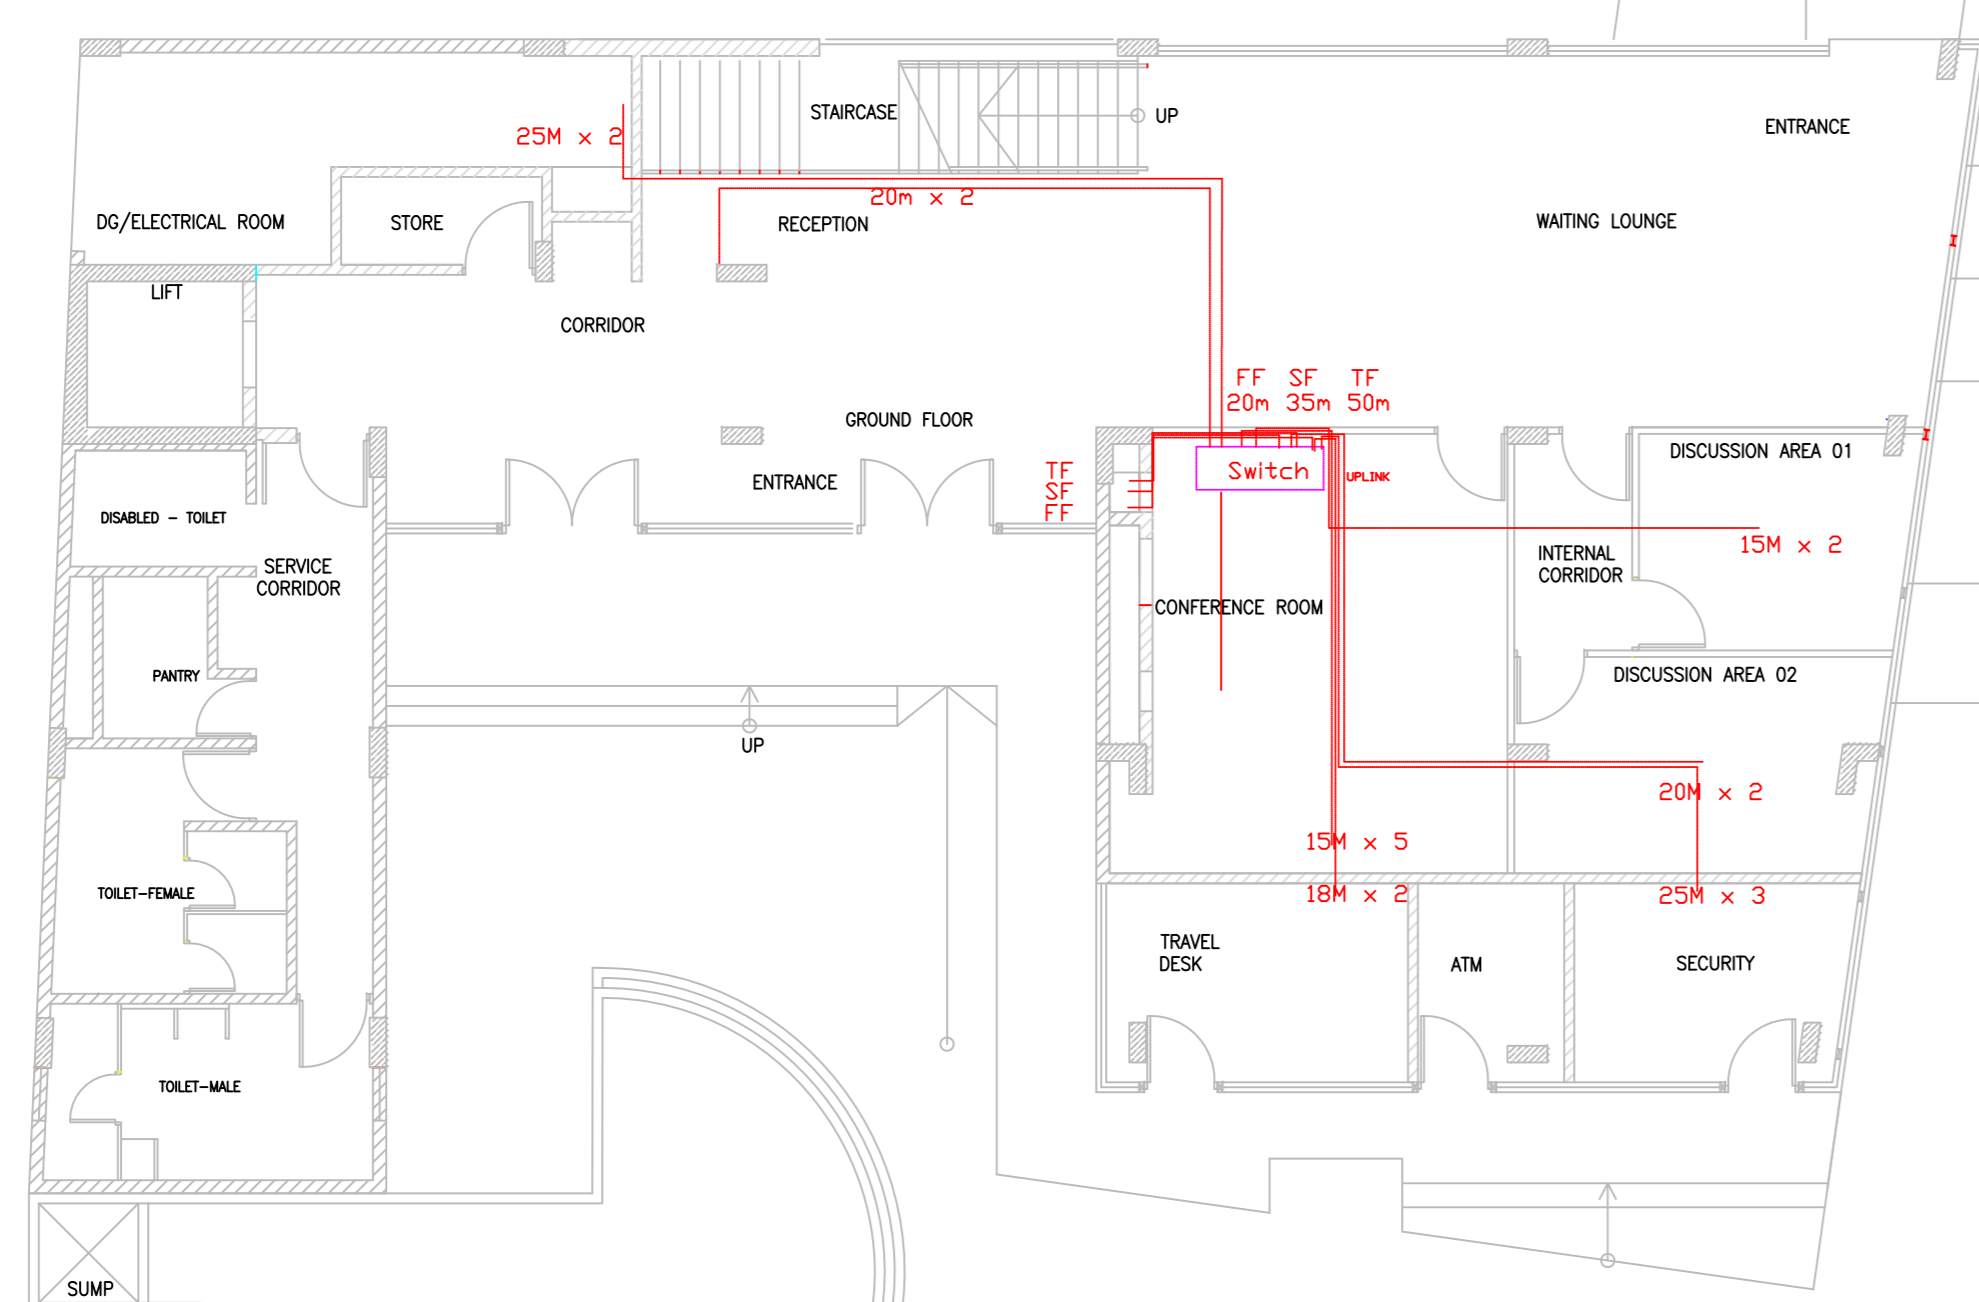 STAIRCASE
UP
ENTRANCE
25M x 2
20m x 2
DG/ELECTRICAL ROOM
STORE
RECEPTION
WAITING LOUNGE
LIFT
CORRIDOR
FF SF TF
20m 35m 50m
GROUND FLOOR
DISCUSSION AREA 01
TF
SF
FF
Switch
UPLINK
ENTRANCE
DISABLED - TOILET
15M x 2
SERVICE
CORRIDOR
INTERNAL
CORRIDOR
CONFERENCE ROOM
PANTRY
DISCUSSION AREA 02
UP
20M x 2
15M x 5
TOILET-FEMALE
18M x 2
25M x 3
TRAVEL
DESK
ATM
SECURITY
TOILET-MALE
SUMP